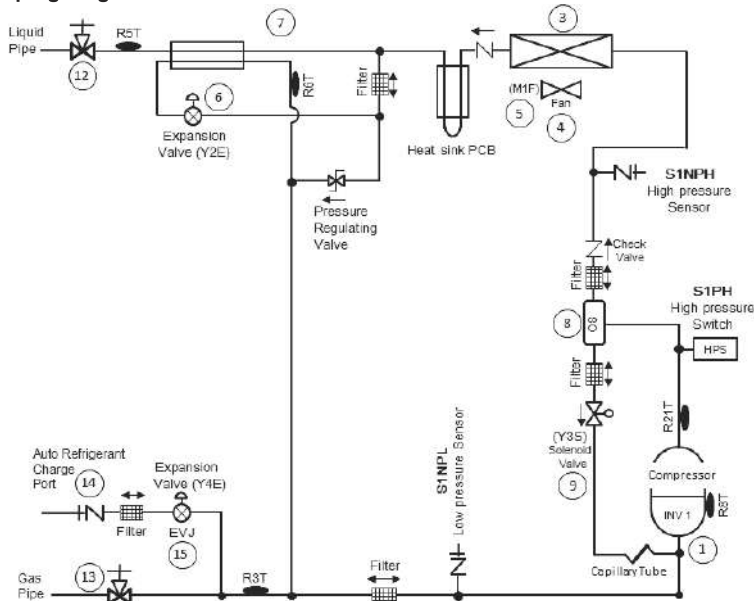 Liquid
Pipe
R5T
12
7
6
Expansion
Valve (Y2E)
R6T
Filter
Pressure
Regulating
Valve
Heat sink PCB
3
(M1F)
Fan
5
4
S1NPH
High pressure
Sensor
Check
Valve
Filter
8
OS
S1PH
High pressure
Switch
HPS
Filter
(Y3S)
Solenoid
Valve
9
R21T
Compressor
INV 1
R8T
1
Capillary Tube
S1NPL
Low pressure Sensor
Auto Refrigerant
Charge
Port
14
Filter
Expansion
Valve (Y4E)
EVJ
15
Gas
Pipe
13
R3T
Filter